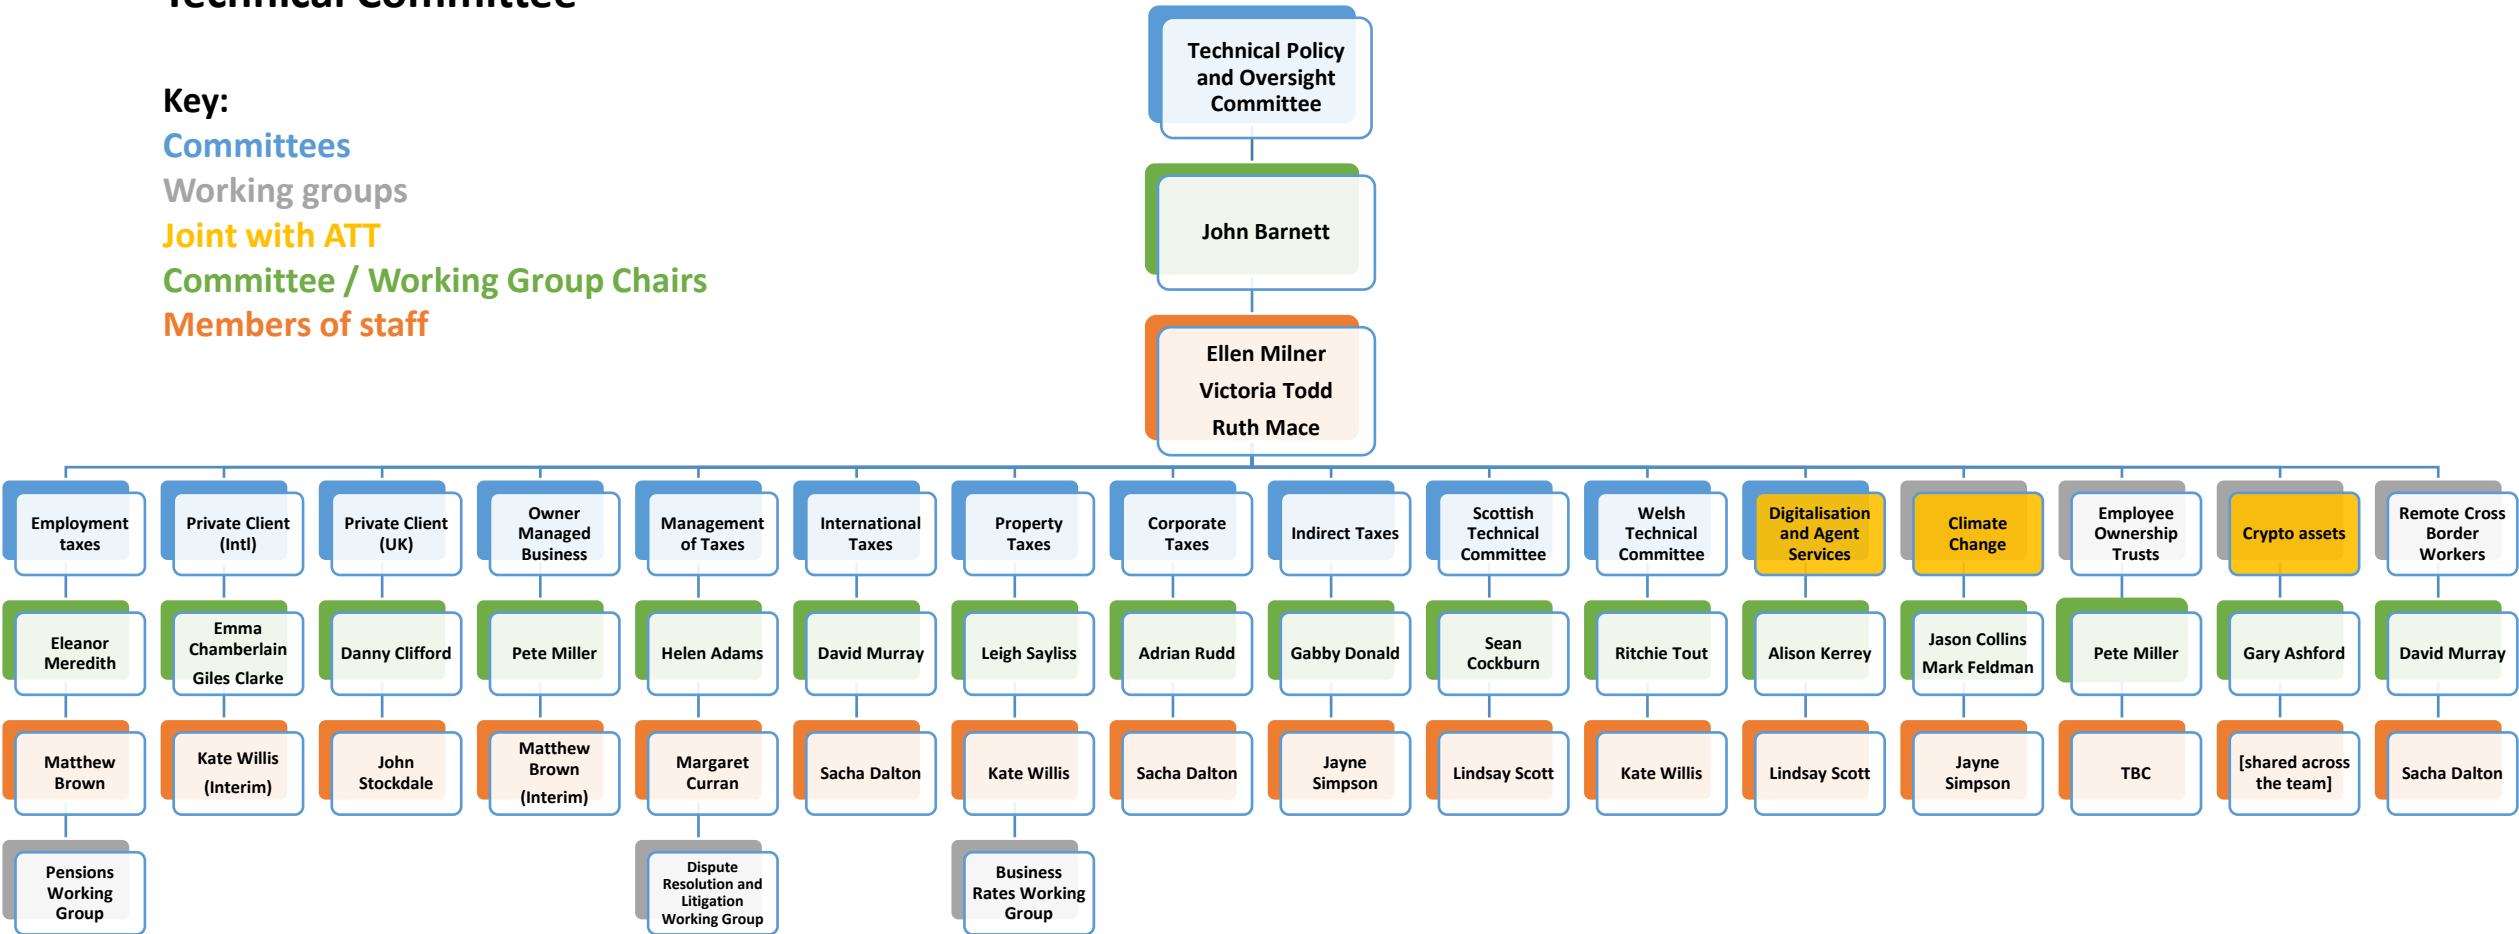 Technical Committee
Key:
Committees
Working groups
Joint with ATT
Committee / Working Group Chairs
Members of staff
Technical Policy
and Oversight
Committee
John Barnett
Ellen Milner
Victoria Todd
Ruth Mace
Employment
taxes
Private Client
(Intl)
Private Client
(UK)
Owner
Managed
Business
Management
of Taxes
International
Taxes
Property
Taxes
Corporate
Taxes
Indirect Taxes
Scottish
Technical
Committee
Welsh
Technical
Committee
Digitalisation
and Agent
Services
Climate
Change
Employee
Ownership
Trusts
Crypto assets
Remote Cross
Border
Workers
Eleanor
Meredith
Emma
Chamberlain
Giles Clarke
Danny Clifford
Pete Miller
Helen Adams
David Murray
Leigh Sayliss
Adrian Rudd
Gabby Donald
Sean
Cockburn
Ritchie Tout
Alison Kerrey
Jason Collins
Mark Feldman
Pete Miller
Gary Ashford
David Murray
Matthew
Brown
Kate Willis
(Interim)
John
Stockdale
Matthew
Brown
(Interim)
Margaret
Curran
Sacha Dalton
Kate Willis
Sacha Dalton
Jayne
Simpson
Lindsay Scott
Kate Willis
Lindsay Scott
Jayne
Simpson
TBC
[shared across
the team]
Sacha Dalton
Pensions
Working
Group
Dispute
Resolution and
Litigation
Working Group
Business
Rates Working
Group